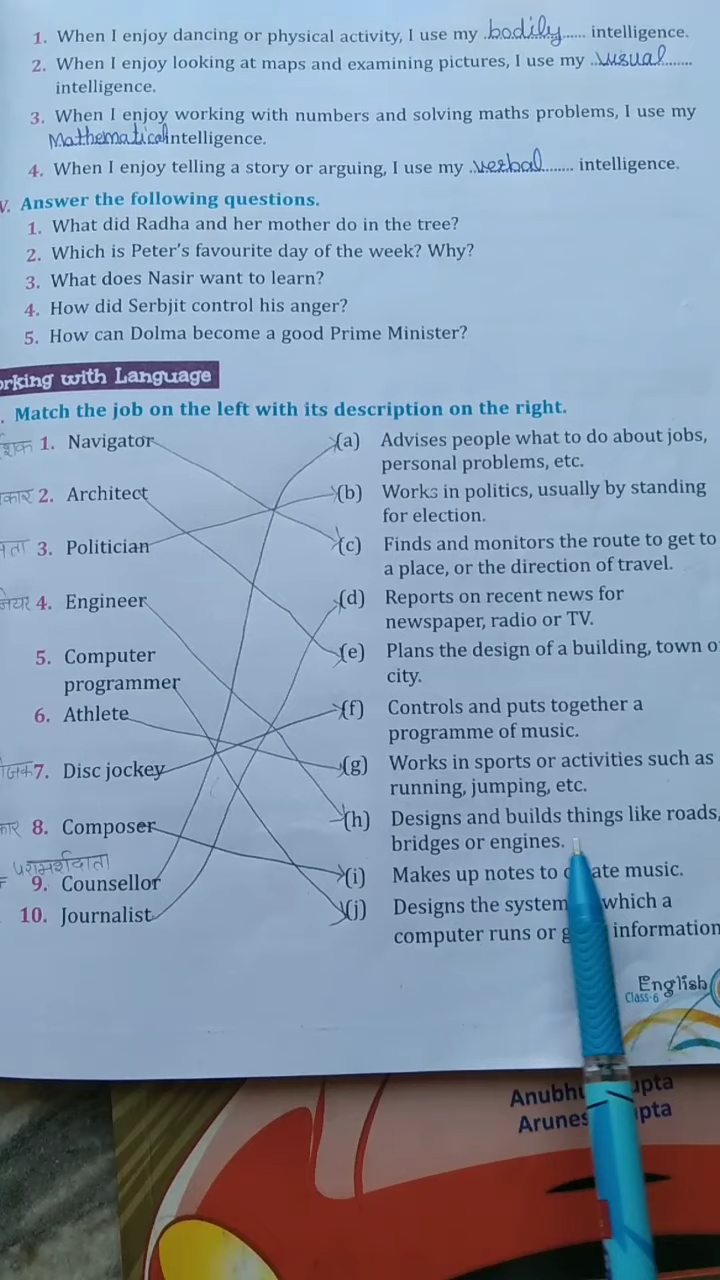 1. When I enjoy dancing or physical activity, I use my bodily intelligence.
2. When I enjoy looking at maps and examining pictures, I use my visual
intelligence.
3. When I enjoy working with numbers and solving maths problems, I use my
Mathematical intelligence.
4. When I enjoy telling a story or arguing, I use my verbal intelligence.
V. Answer the following questions.
1. What did Radha and her mother do in the tree?
2. Which is Peter's favourite day of the week? Why?
3. What does Nasir want to learn?
4. How did Serbjit control his anger?
5. How can Dolma become a good Prime Minister?
orking with Language
. Match the job on the left with its description on the right.
1. Navigator (a) Advises people what to do about jobs,
personal problems, etc.
2. Architect (b) Works in politics, usually by standing
for election.
3. Politician (c) Finds and monitors the route to get to
a place, or the direction of travel.
4. Engineer (d) Reports on recent news for
newspaper, radio or TV.
5. Computer (e) Plans the design of a building, town o
programmer city.
6. Athlete (f) Controls and puts together a
programme of music.
7. Disc jockey (g) Works in sports or activities such as
running, jumping, etc.
8. Composer (h) Designs and builds things like roads,
bridges or engines.
परामर्शदाता
9. Counsellor (i) Makes up notes to ate music.
10. Journalist (j) Designs the system which a
computer runs or g information
English
Class-6
Anubh upta
Arunes pta